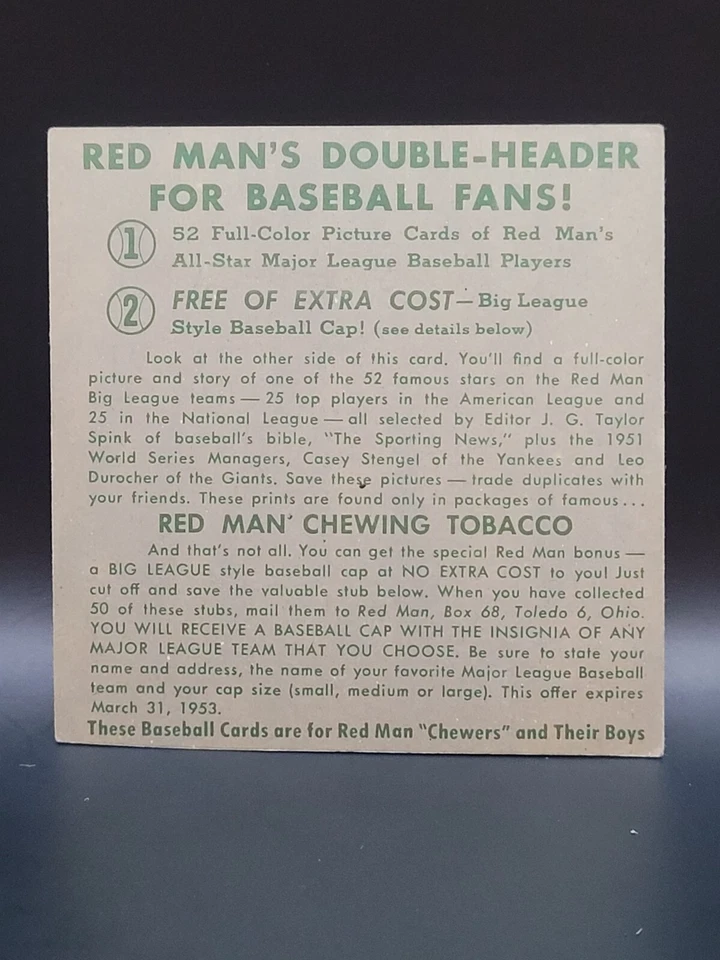 RED MAN'S DOUBLE-HEADER
FOR BASEBALL FANS!
1 52 Full-Color Picture Cards of Red Man's
All-Star Major League Baseball Players
2 FREE OF EXTRA COST—Big League
Style Baseball Cap! (see details below)
Look at the other side of this card. You'll find a full-color
picture and story of one of the 52 famous stars on the Red Man
Big League teams — 25 top players in the American League and
25 in the National League — all selected by Editor J. G. Taylor
Spink of baseball's bible, "The Sporting News," plus the 1951
World Series Managers, Casey Stengel of the Yankees and Leo
Durocher of the Giants. Save these pictures — trade duplicates with
your friends. These prints are found only in packages of famous...
RED MAN' CHEWING TOBACCO
And that's not all. You can get the special Red Man bonus —
a BIG LEAGUE style baseball cap at NO EXTRA COST to you! Just
cut off and save the valuable stub below. When you have collected
50 of these stubs, mail them to Red Man, Box 68, Toledo 6, Ohio.
YOU WILL RECEIVE A BASEBALL CAP WITH THE INSIGNIA OF ANY
MAJOR LEAGUE TEAM THAT YOU CHOOSE. Be sure to state your
name and address, the name of your favorite Major League Baseball
team and your cap size (small, medium or large). This offer expires
March 31, 1953.
These Baseball Cards are for Red Man "Chewers" and Their Boys